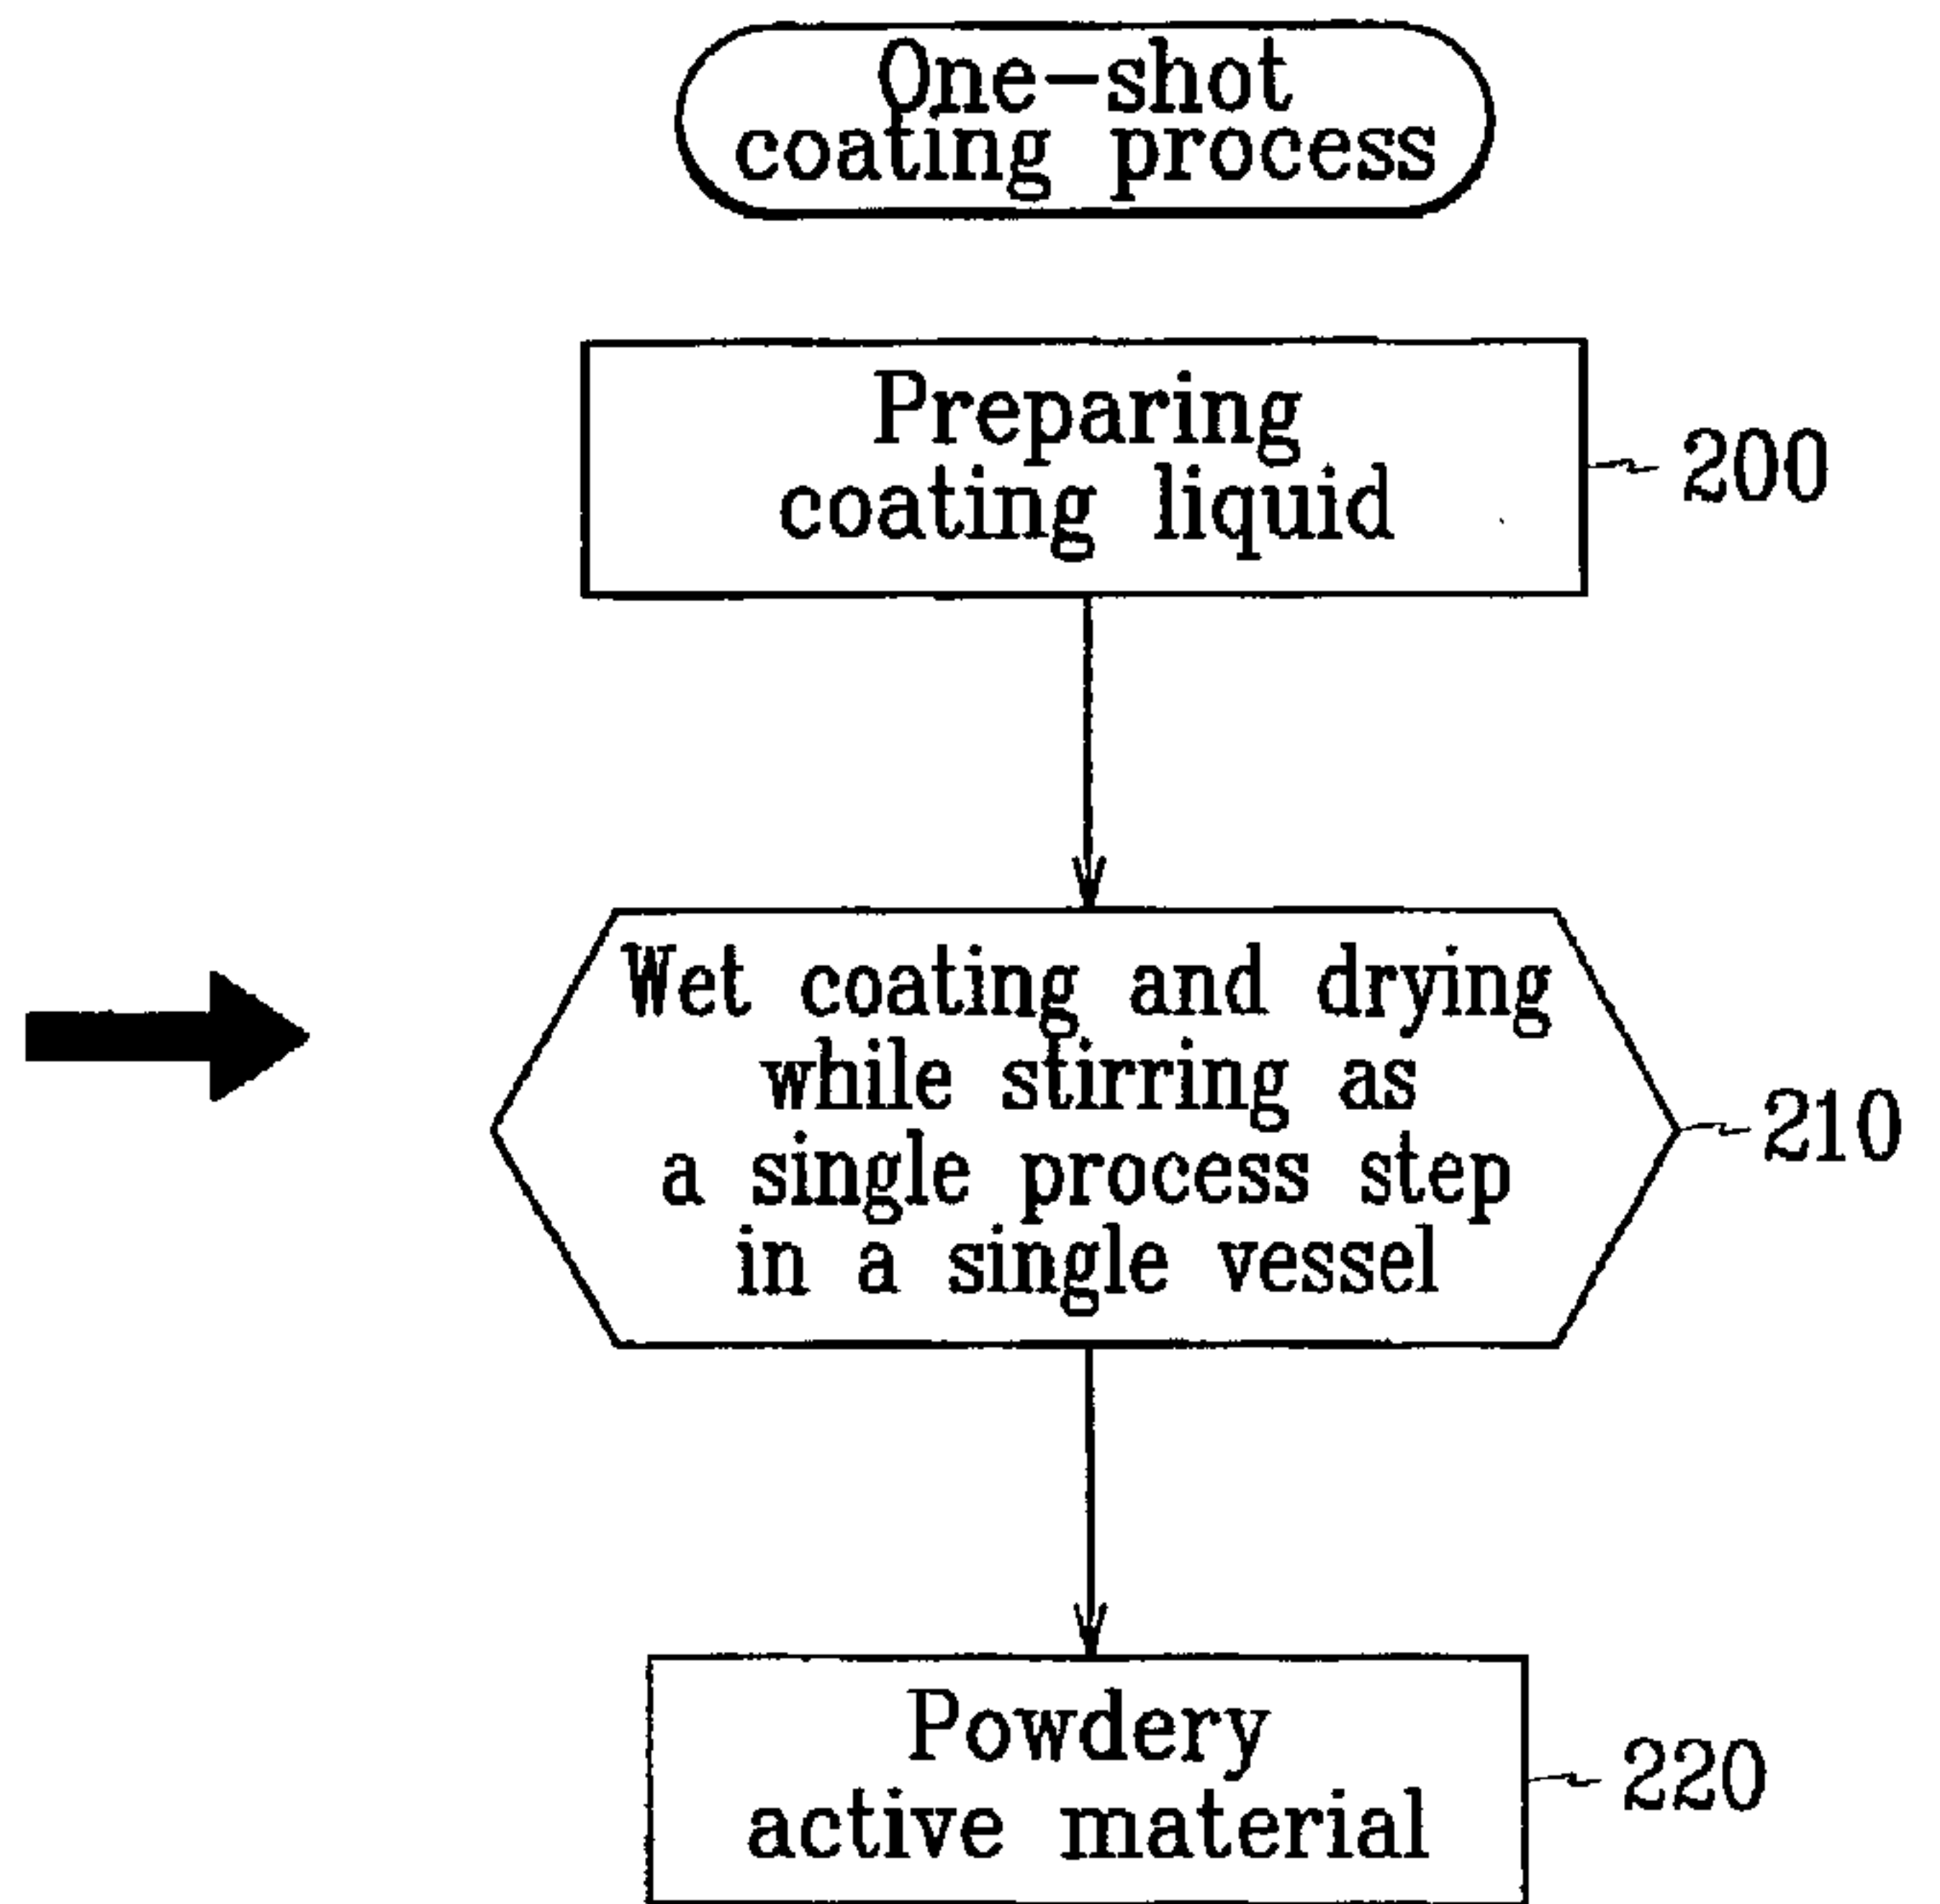 One-shot
coating process
Preparing
coating liquid
200
Wet coating and drying
while stirring as
a single process step
in a single vessel
210
Powdery
active material
220